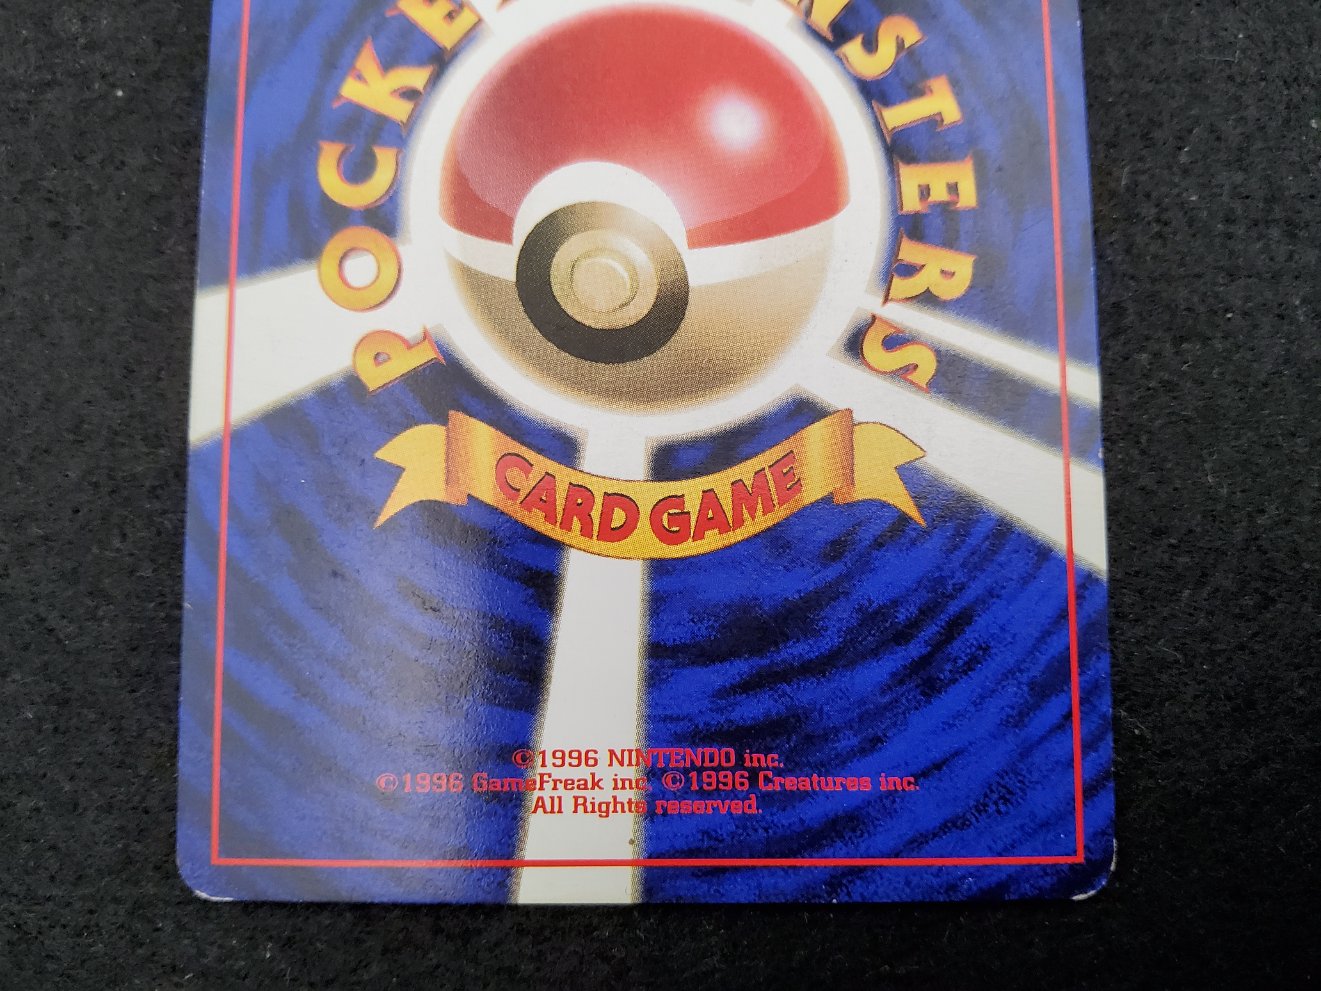 POCKE NSTERS
CARD GAME
©1996 NINTENDO inc.
©1996 GameFreak inc. ©1996 Creatures inc.
All Rights reserved.